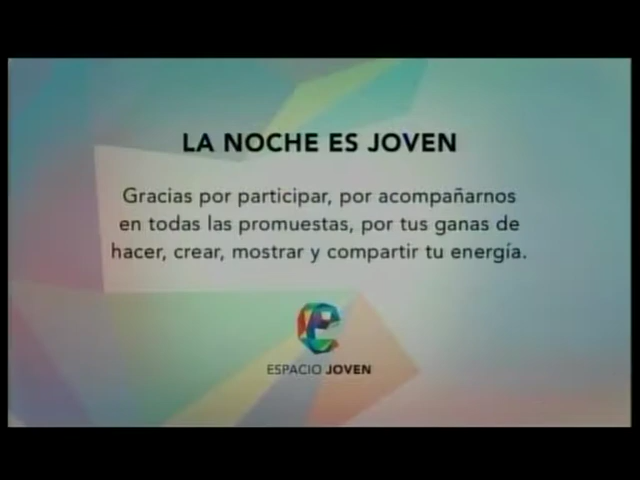 LA NOCHE ES JOVEN
Gracias por participar, por acompañarnos
en todas las promuestas, por tus ganas de
hacer, crear, mostrar y compartir tu energía.
ESPACIO JOVEN